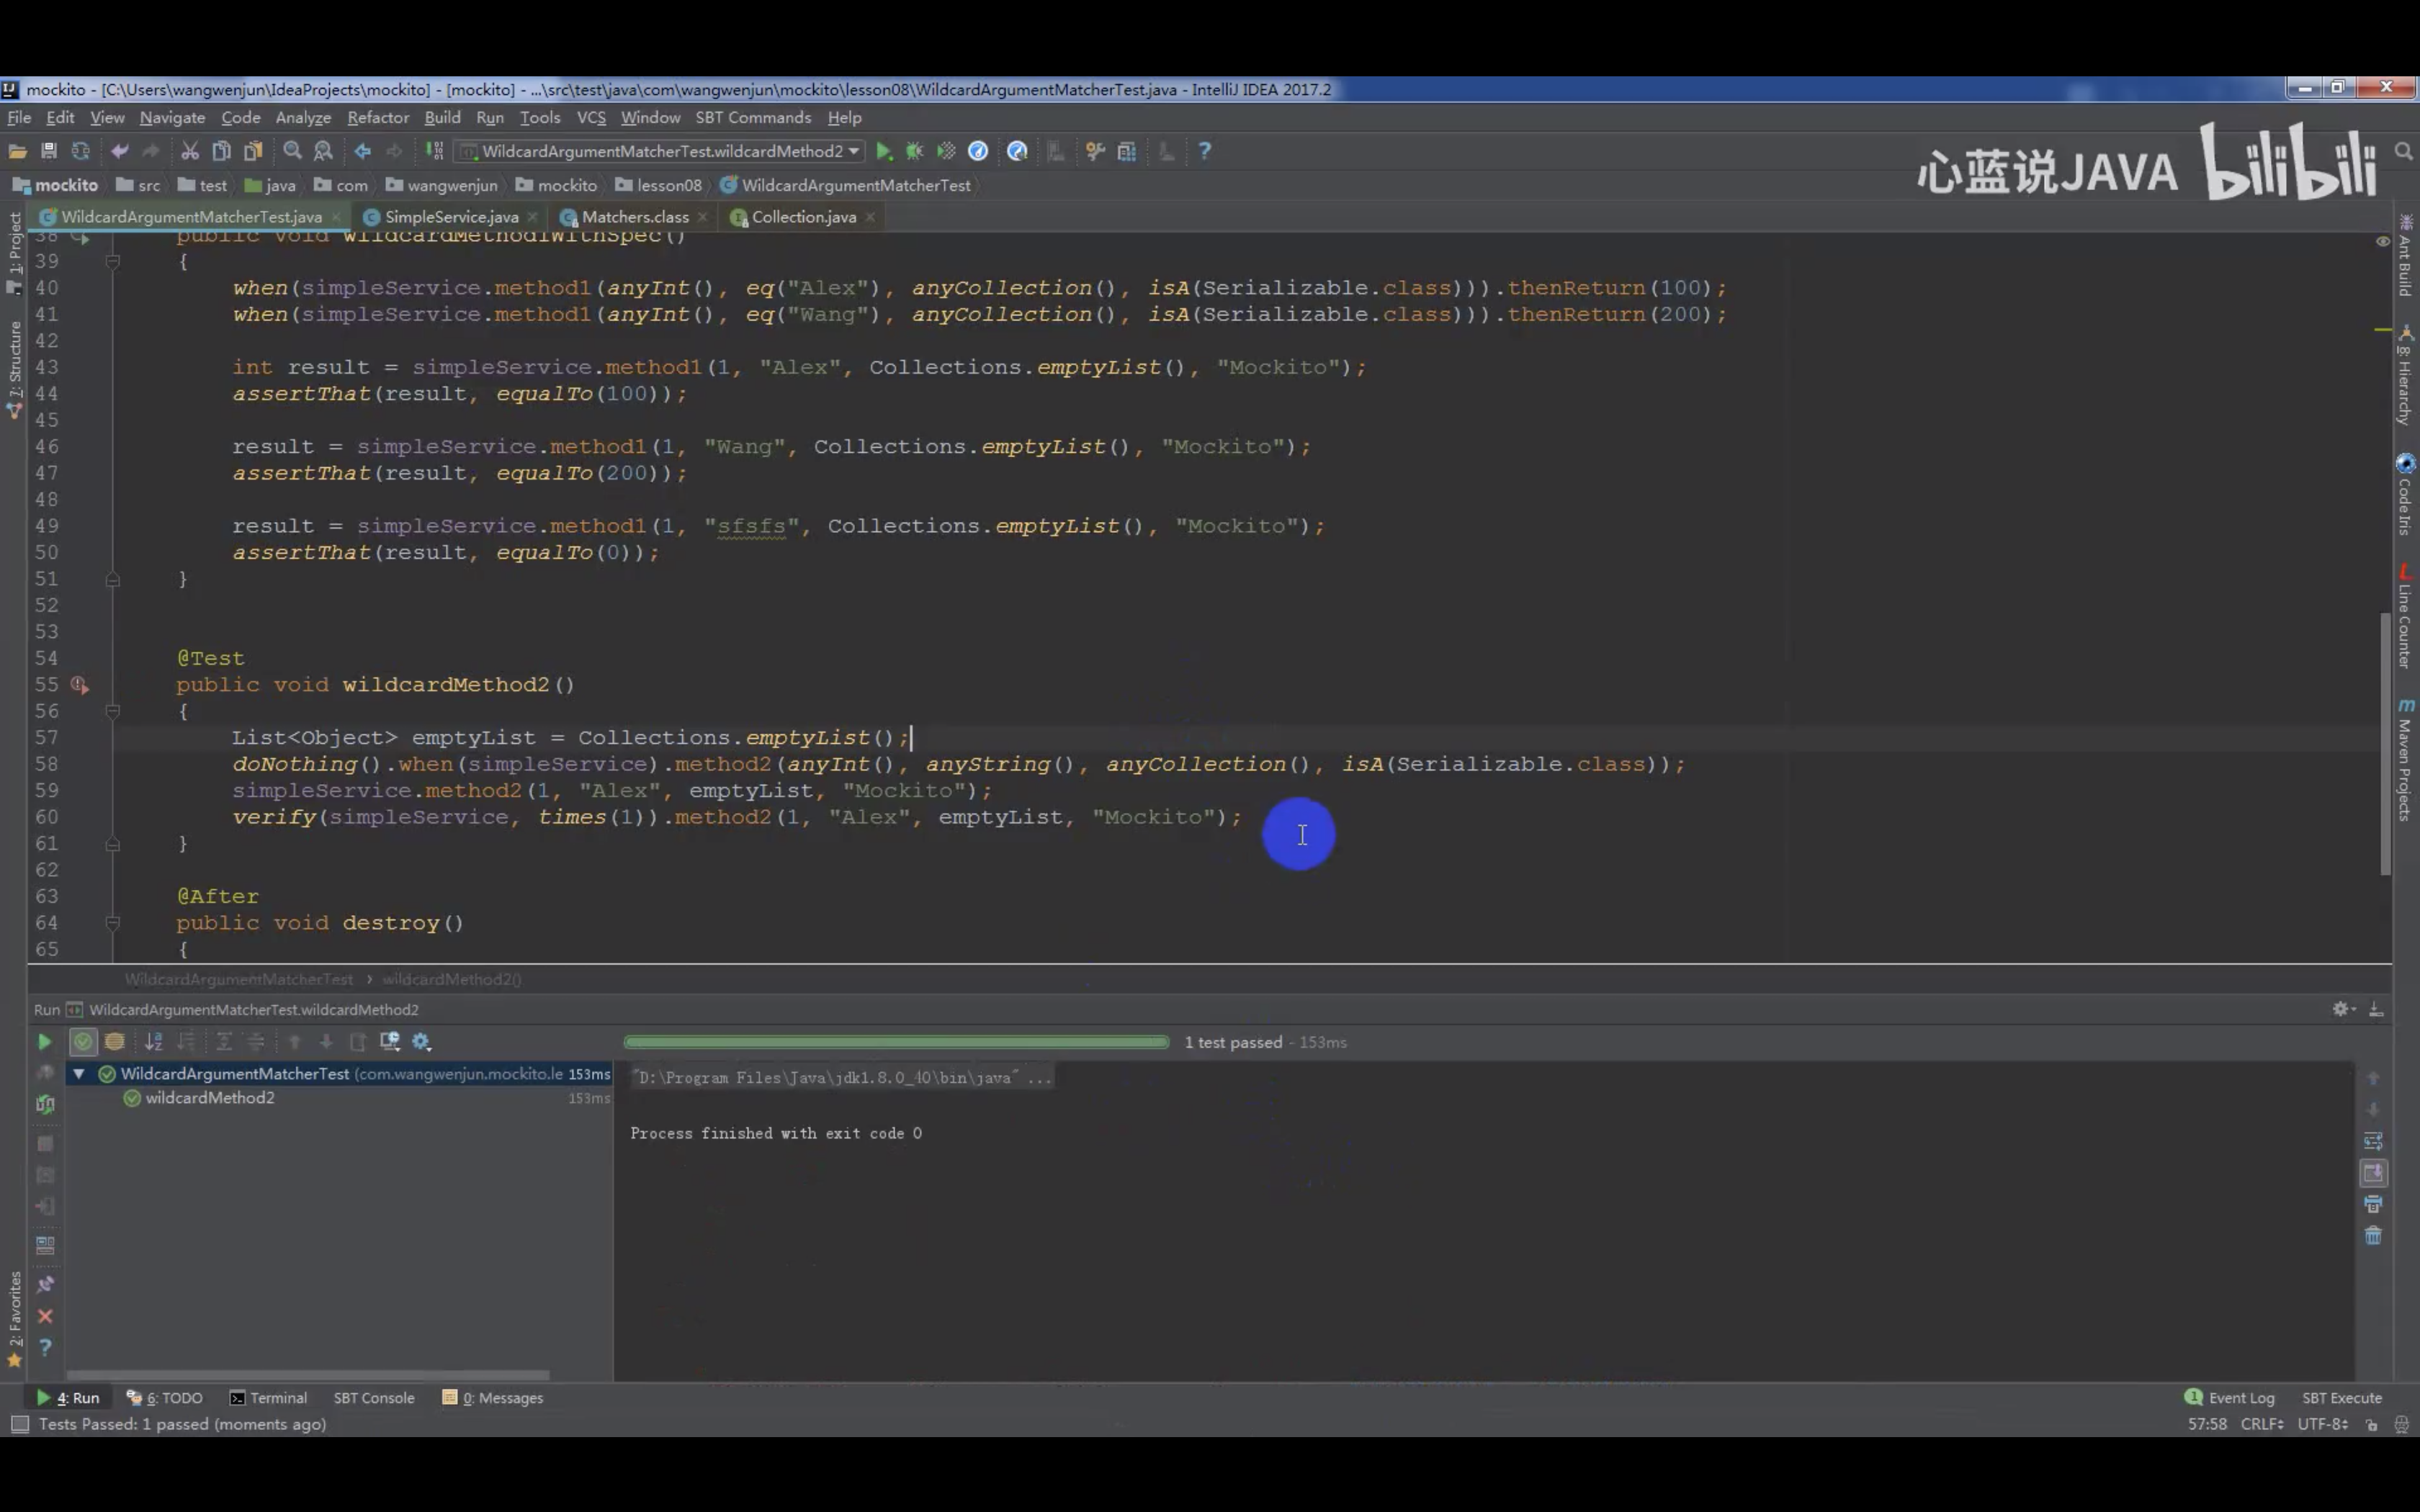 mockito - [C:\Users\wangwenjun\IdeaProjects\mockito] - [mockito] - ...\src\test\java\com\wangwenjun\mockito\lesson08\WildcardArgumentMatcherTest.java - IntelliJ IDEA 2017.2
File Edit View Navigate Code Analyze Refactor Build Run Tools VCS Window SBT Commands Help
WildcardArgumentMatcherTest.wildcardMethod2
心蓝说JAVA bilibili
mockito src test java com wangwenjun mockito lesson08 WildcardArgumentMatcherTest
WildcardArgumentMatcherTest.java SimpleService.java Matchers.class Collection.java
38 public void wildcardMethod1WithSpec()
39 {
40 when(simpleService.method1(anyInt(), eq("Alex"), anyCollection(), isA(Serializable.class))).thenReturn(100);
41 when(simpleService.method1(anyInt(), eq("Wang"), anyCollection(), isA(Serializable.class))).thenReturn(200);
42
43 int result = simpleService.method1(1, "Alex", Collections.emptyList(), "Mockito");
44 assertThat(result, equalTo(100));
45
46 result = simpleService.method1(1, "Wang", Collections.emptyList(), "Mockito");
47 assertThat(result, equalTo(200));
48
49 result = simpleService.method1(1, "sfsfs", Collections.emptyList(), "Mockito");
50 assertThat(result, equalTo(0));
51 }
52
53
54 @Test
55 public void wildcardMethod2()
56 {
57 List<Object> emptyList = Collections.emptyList();
58 doNothing().when(simpleService).method2(anyInt(), anyString(), anyCollection(), isA(Serializable.class));
59 simpleService.method2(1, "Alex", emptyList, "Mockito");
60 verify(simpleService, times(1)).method2(1, "Alex", emptyList, "Mockito");
61 }
62
63 @After
64 public void destroy()
65 {
WildcardArgumentMatcherTest › wildcardMethod2()
Run WildcardArgumentMatcherTest.wildcardMethod2
1 test passed - 153ms
WildcardArgumentMatcherTest (com.wangwenjun.mockito.le 153ms
wildcardMethod2 153ms
"D:\Program Files\Java\jdk1.8.0_40\bin\java" ...
Process finished with exit code 0
1: Project
7: Structure
2: Favorites
Ant Build
8: Hierarchy
Code Iris
Line Counter
Maven Projects
4: Run 6: TODO Terminal SBT Console 0: Messages
1 Event Log SBT Execute
Tests Passed: 1 passed (moments ago)
57:58 CRLF UTF-8